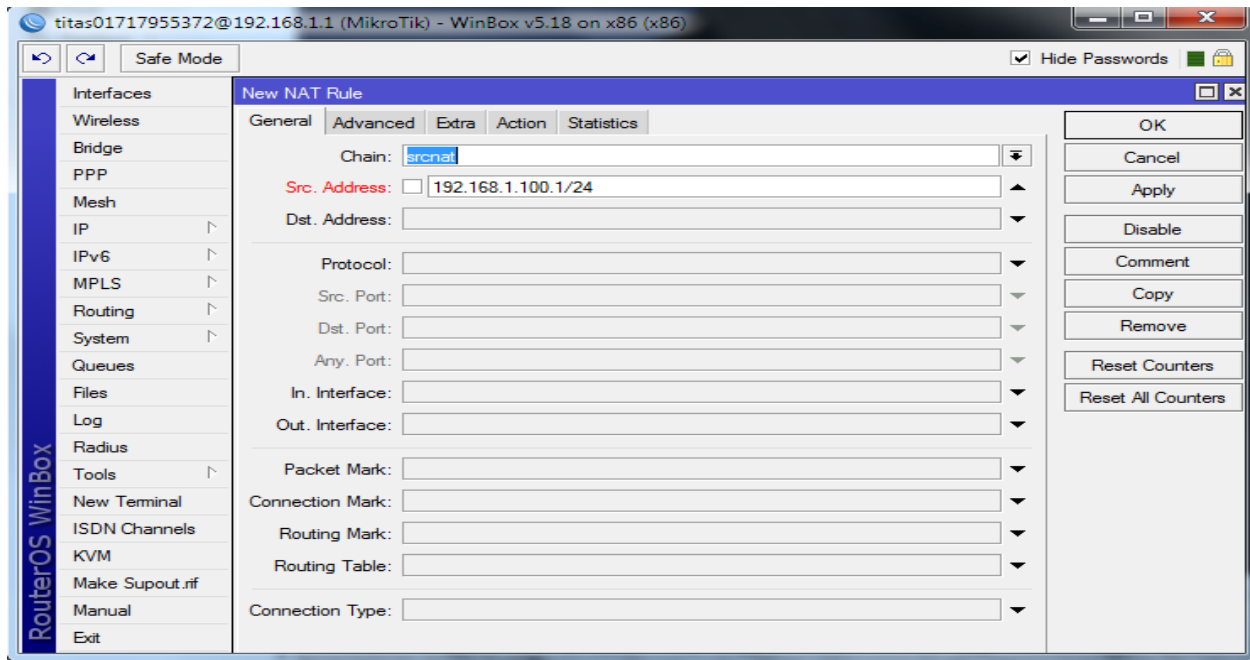 titas01717955372@192.168.1.1 (MikroTik) - WinBox v5.18 on x86 (x86)
Safe Mode
Hide Passwords
RouterOS WinBox
Interfaces
Wireless
Bridge
PPP
Mesh
IP
IPv6
MPLS
Routing
System
Queues
Files
Log
Radius
Tools
New Terminal
ISDN Channels
KVM
Make Supout.rif
Manual
Exit
New NAT Rule
General Advanced Extra Action Statistics
Chain: srcnat
Src. Address: 192.168.1.100.1/24
Dst. Address:
Protocol:
Src. Port:
Dst. Port:
Any. Port:
In. Interface:
Out. Interface:
Packet Mark:
Connection Mark:
Routing Mark:
Routing Table:
Connection Type:
OK
Cancel
Apply
Disable
Comment
Copy
Remove
Reset Counters
Reset All Counters